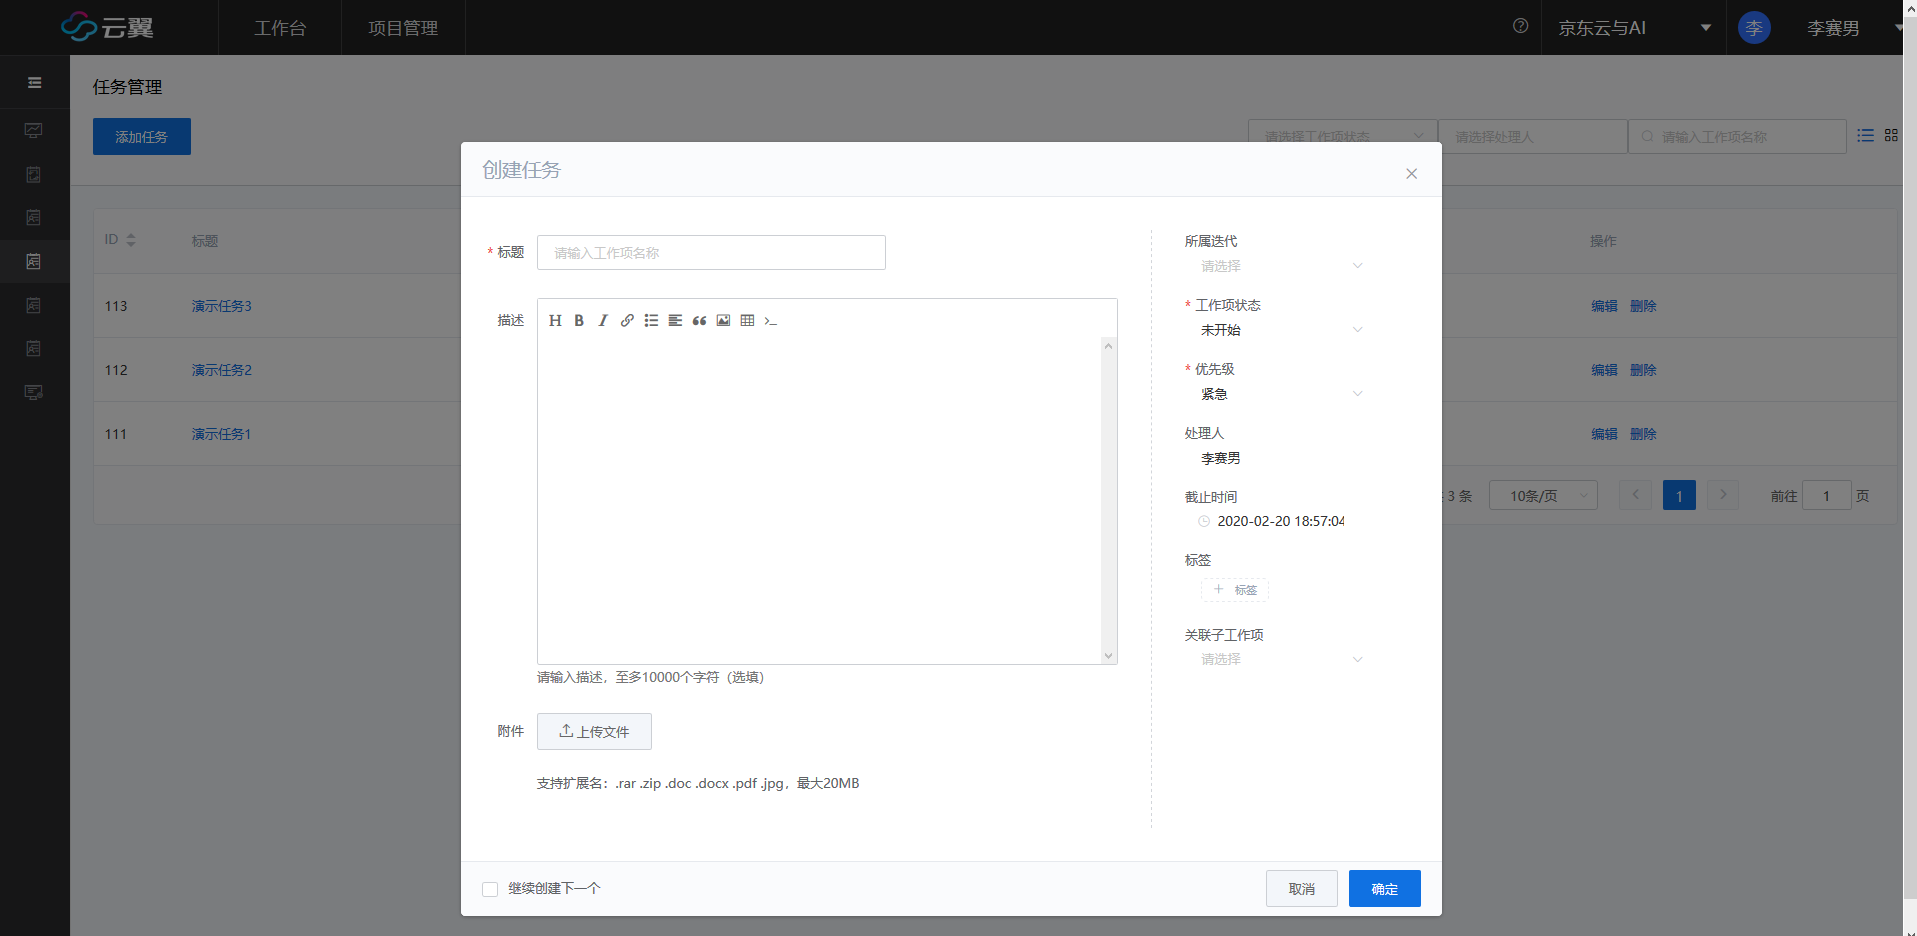 云翼
工作台
项目管理
京东云与AI
李
李赛男
任务管理
添加任务
请选择工作项状态
请选择处理人
请输入工作项名称
创建任务
ID
标题
操作
113
演示任务3
编辑 删除
112
演示任务2
编辑 删除
111
演示任务1
编辑 删除
3 条
10条/页
1
前往 1 页
* 标题
请输入工作项名称
描述
H B I
请输入描述，至多10000个字符（选填）
附件
上传文件
支持扩展名：.rar .zip .doc .docx .pdf .jpg，最大20MB
所属迭代
请选择
* 工作项状态
未开始
* 优先级
紧急
处理人
李赛男
截止时间
2020-02-20 18:57:04
标签
+ 标签
关联子工作项
请选择
继续创建下一个
取消
确定